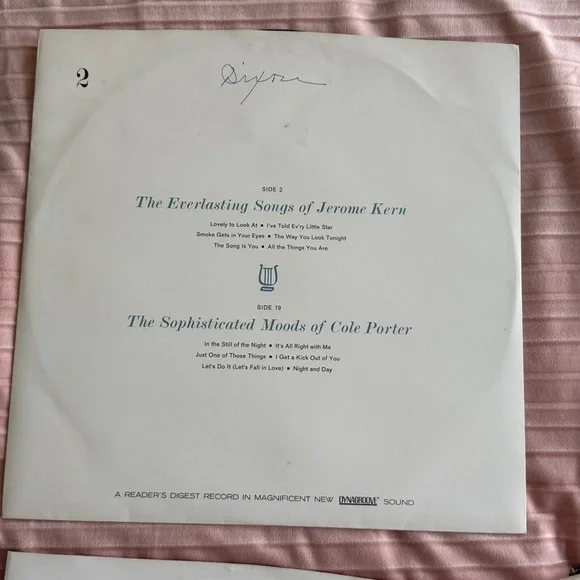 2
Dixon
SIDE 2
The Everlasting Songs of Jerome Kern
Lovely to Look At ■ I've Told Ev'ry Little Star
Smoke Gets in Your Eyes ■ The Way You Look Tonight
The Song Is You ■ All the Things You Are
SIDE 19
The Sophisticated Moods of Cole Porter
In the Still of the Night ■ It's All Right with Me
Just One of Those Things ■ I Get a Kick Out of You
Let's Do It (Let's Fall in Love) ■ Night and Day
A READER'S DIGEST RECORD IN MAGNIFICENT NEW DYNAGROOVE SOUND